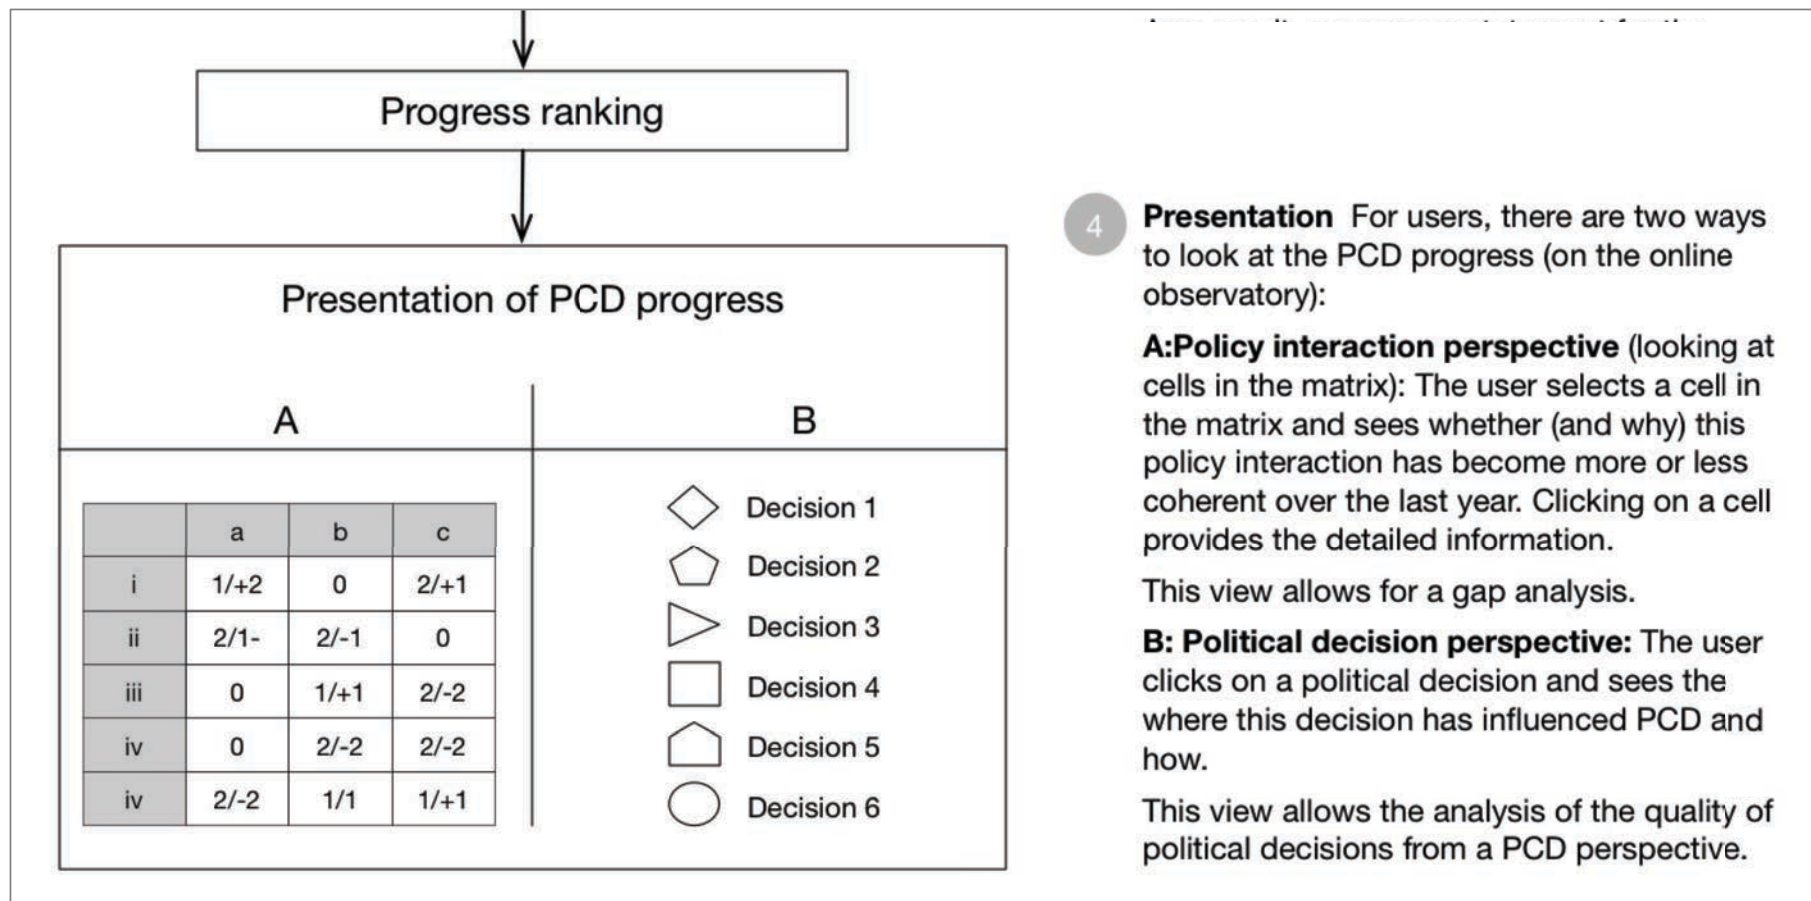 Progress ranking
Presentation of PCD progress
A
B
a b c
i 1/+2 0 2/+1
ii 2/1- 2/-1 0
iii 0 1/+1 2/-2
iv 0 2/-2 2/-2
iv 2/-2 1/1 1/+1
Decision 1
Decision 2
Decision 3
Decision 4
Decision 5
Decision 6
4
Presentation For users, there are two ways
to look at the PCD progress (on the online
observatory):
A:Policy interaction perspective (looking at
cells in the matrix): The user selects a cell in
the matrix and sees whether (and why) this
policy interaction has become more or less
coherent over the last year. Clicking on a cell
provides the detailed information.
This view allows for a gap analysis.
B: Political decision perspective: The user
clicks on a political decision and sees the
where this decision has influenced PCD and
how.
This view allows the analysis of the quality of
political decisions from a PCD perspective.